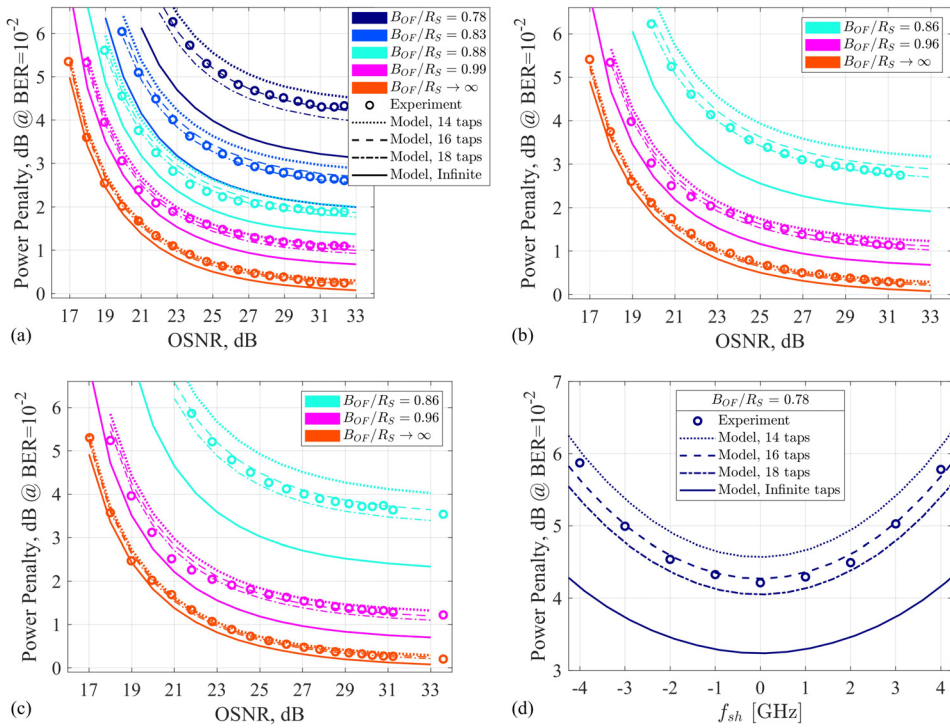 6
5
4
3
2
1
0
Power Penalty, dB @ BER=10⁻²
17 19 21 23 25 27 29 31 33
OSNR, dB
(a)
B_OF/R_S = 0.78
B_OF/R_S = 0.83
B_OF/R_S = 0.88
B_OF/R_S = 0.99
B_OF/R_S → ∞
Experiment
Model, 14 taps
Model, 16 taps
Model, 18 taps
Model, Infinite
6
5
4
3
2
1
0
Power Penalty, dB @ BER=10⁻²
17 19 21 23 25 27 29 31 33
OSNR, dB
(b)
B_OF/R_S = 0.86
B_OF/R_S = 0.96
B_OF/R_S → ∞
6
5
4
3
2
1
0
Power Penalty, dB @ BER=10⁻²
17 19 21 23 25 27 29 31 33
OSNR, dB
(c)
B_OF/R_S = 0.86
B_OF/R_S = 0.96
B_OF/R_S → ∞
7
6
5
4
3
Power Penalty, dB @ BER=10⁻²
-4 -3 -2 -1 0 1 2 3 4
f_sh [GHz]
(d)
B_OF/R_S = 0.78
Experiment
Model, 14 taps
Model, 16 taps
Model, 18 taps
Model, Infinite taps